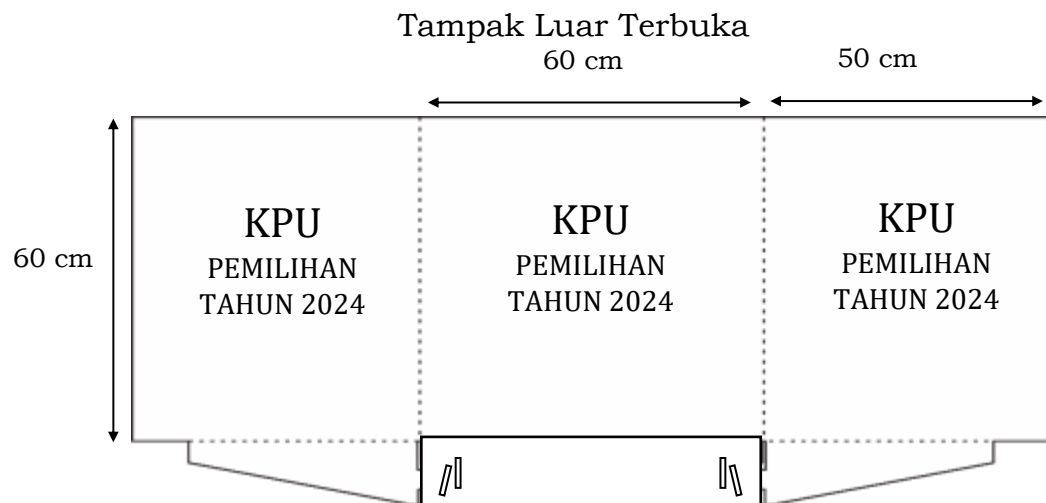 Tampak Luar Terbuka
60 cm
50 cm
KPU
PEMILIHAN
TAHUN 2024
KPU
PEMILIHAN
TAHUN 2024
KPU
PEMILIHAN
TAHUN 2024
60 cm